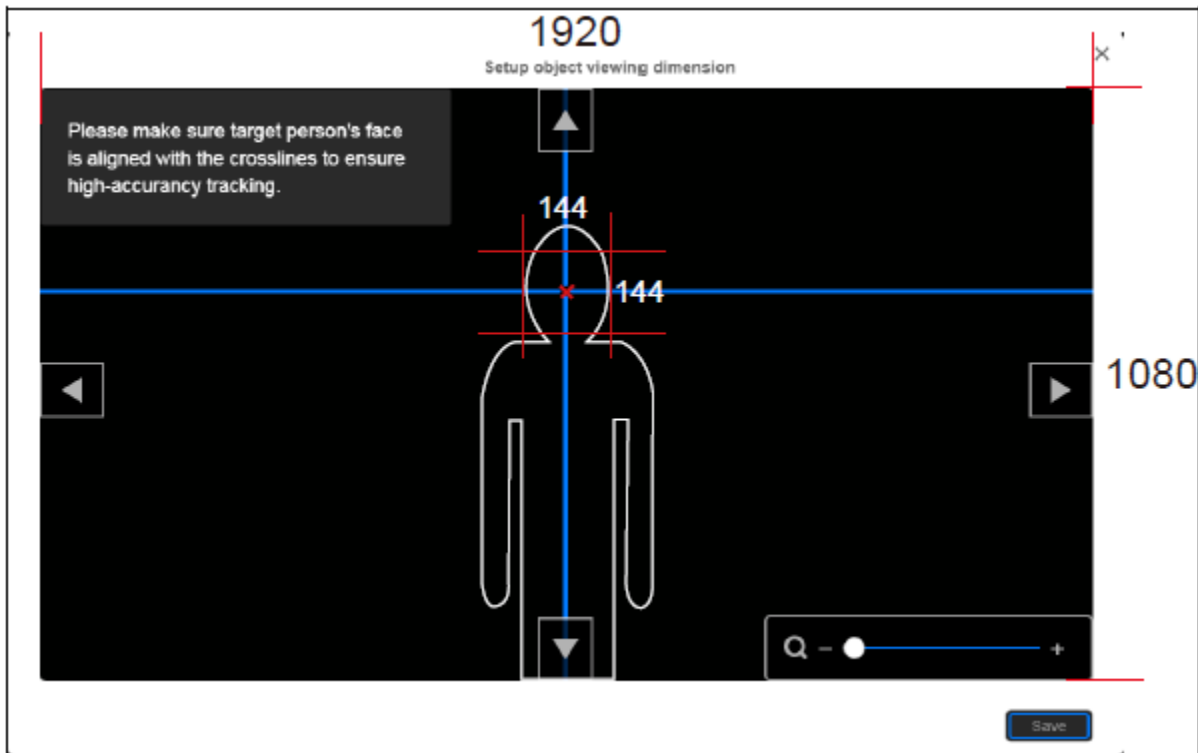 1920
Setup object viewing dimension
×
Please make sure target person's face
is aligned with the crosslines to ensure
high-accurancy tracking.
144
144
1080
Save